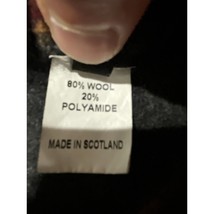 80% WOOL
20%
POLYAMIDE
MADE IN SCOTLAND